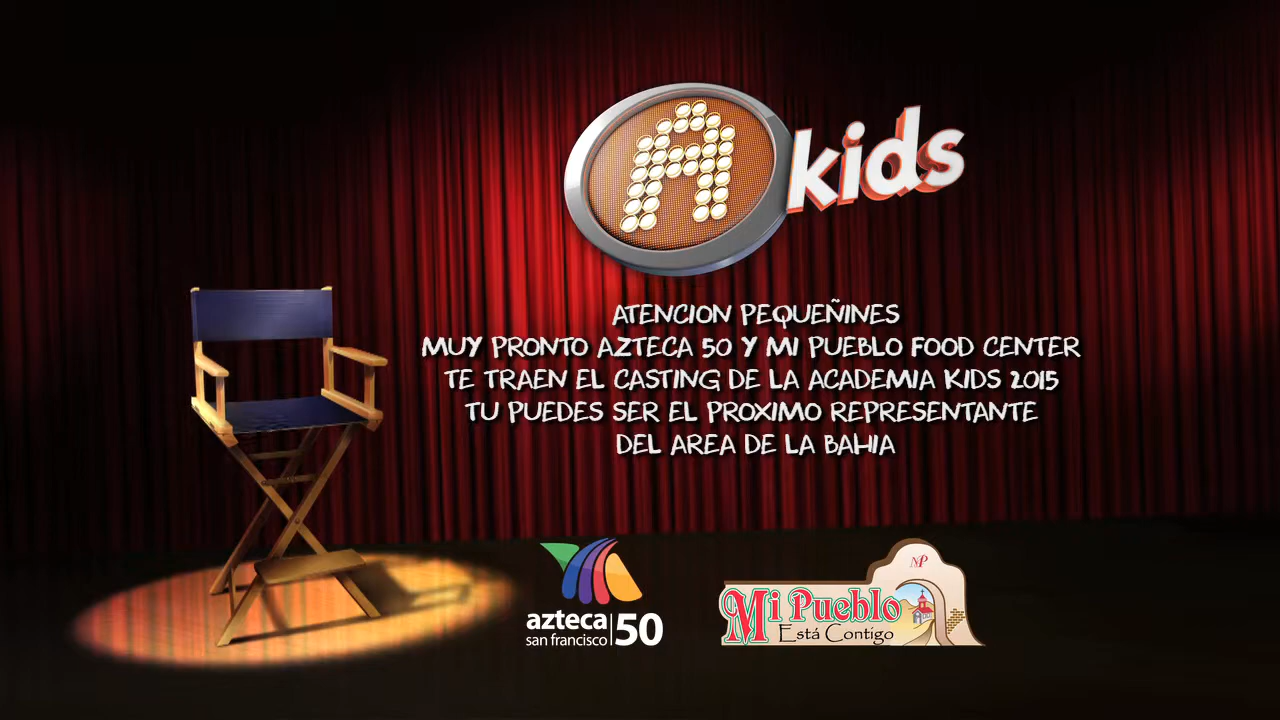 A kids
ATENCION PEQUEÑINES
MUY PRONTO AZTECA 50 Y MI PUEBLO FOOD CENTER
TE TRAEN EL CASTING DE LA ACADEMIA KIDS 2015
TU PUEDES SER EL PROXIMO REPRESENTANTE
DEL AREA DE LA BAHIA
azteca
san francisco
50
MP
Mi Pueblo
Está Contigo